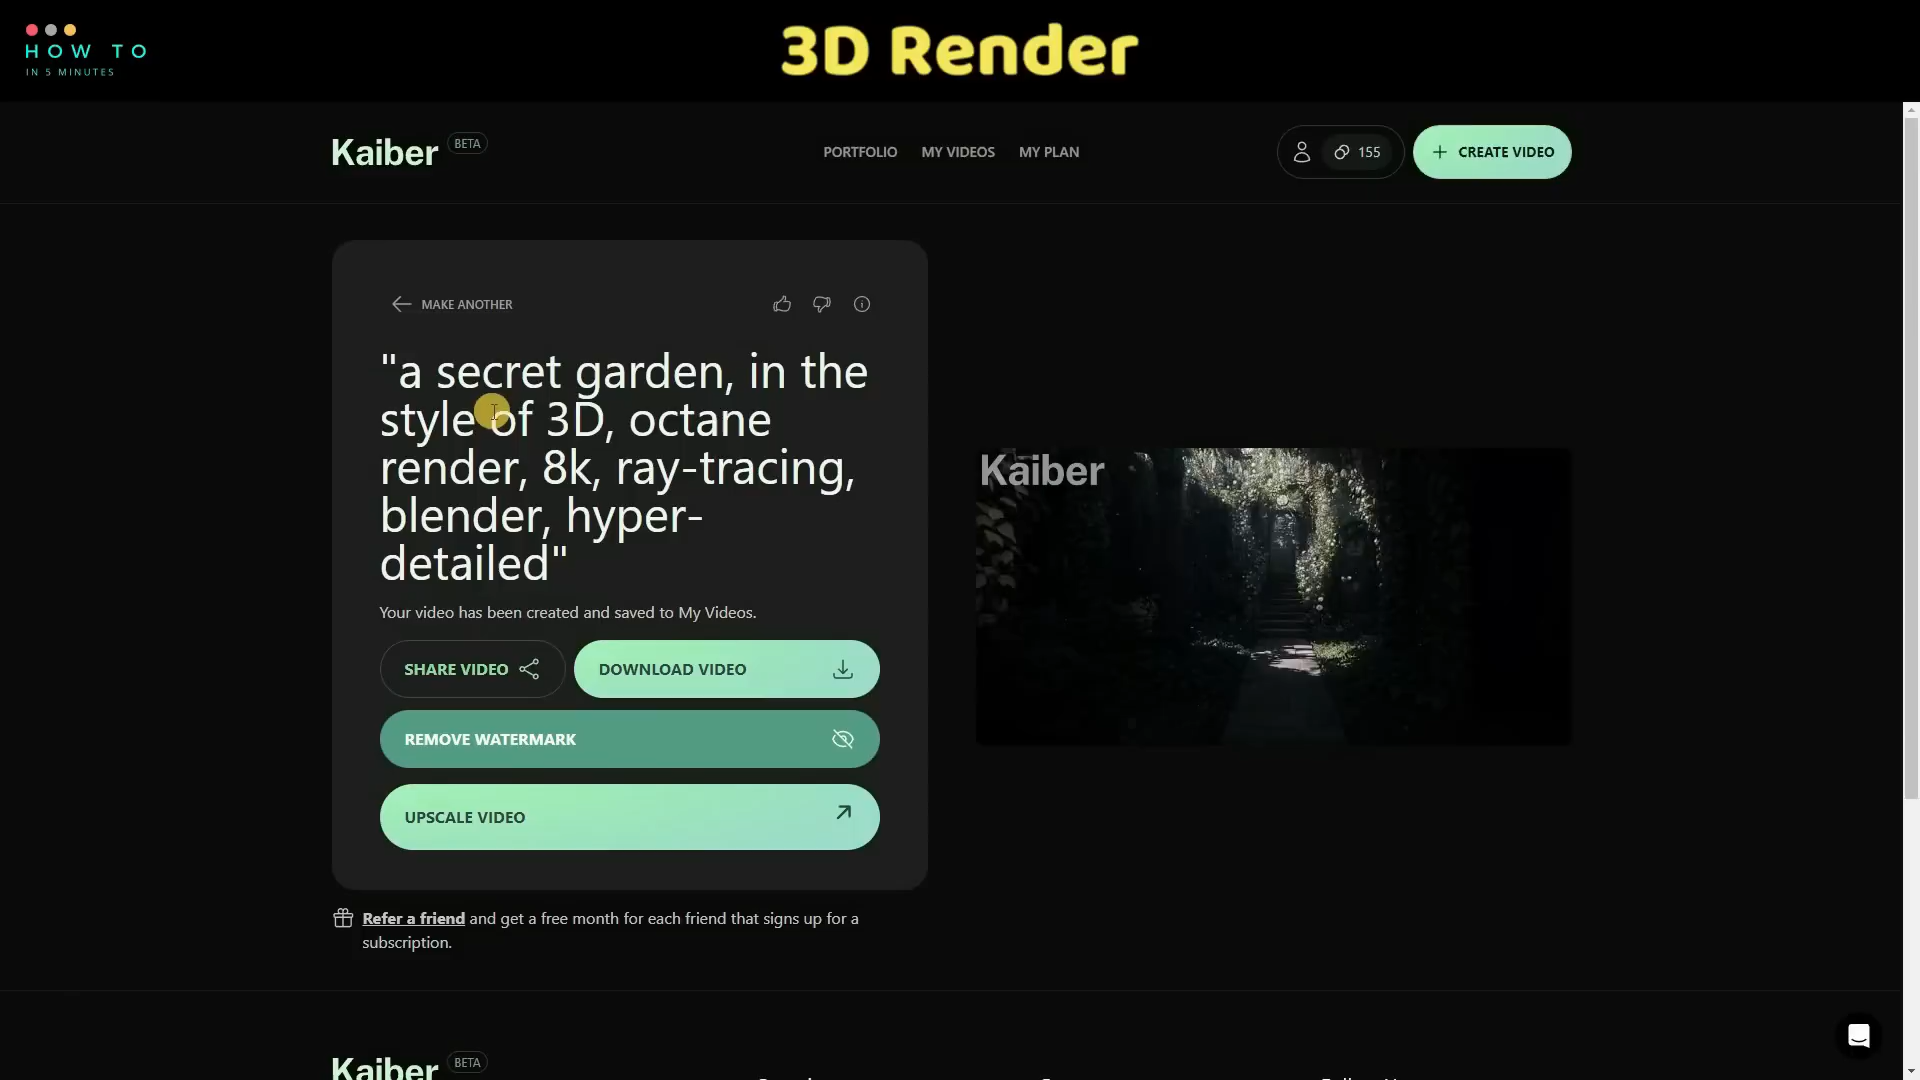 HOW TO
IN 5 MINUTES
3D Render
Kaiber BETA
PORTFOLIO MY VIDEOS MY PLAN
155
+ CREATE VIDEO
MAKE ANOTHER
"a secret garden, in the
style of 3D, octane
render, 8k, ray-tracing,
blender, hyper-
detailed"
Your video has been created and saved to My Videos.
SHARE VIDEO
DOWNLOAD VIDEO
REMOVE WATERMARK
UPSCALE VIDEO
Kaiber
Refer a friend and get a free month for each friend that signs up for a
subscription.
Kaiber BETA